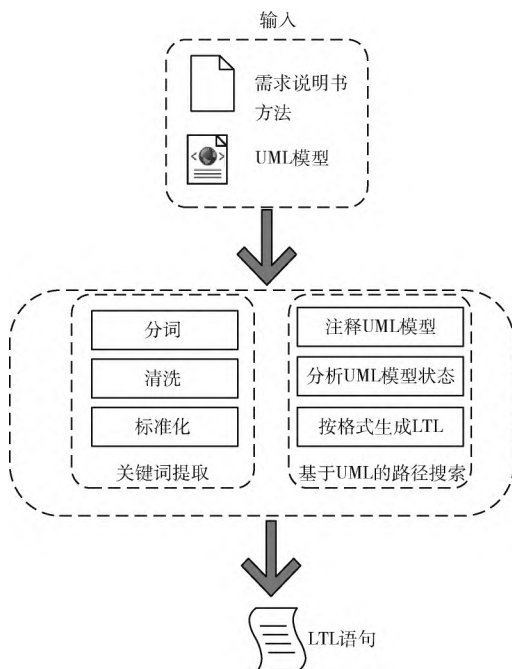 输入
需求说明书
方法
UML模型
分词
清洗
标准化
关键词提取
注释UML模型
分析UML模型状态
按格式生成LTL
基于UML的路径搜索
LTL语句